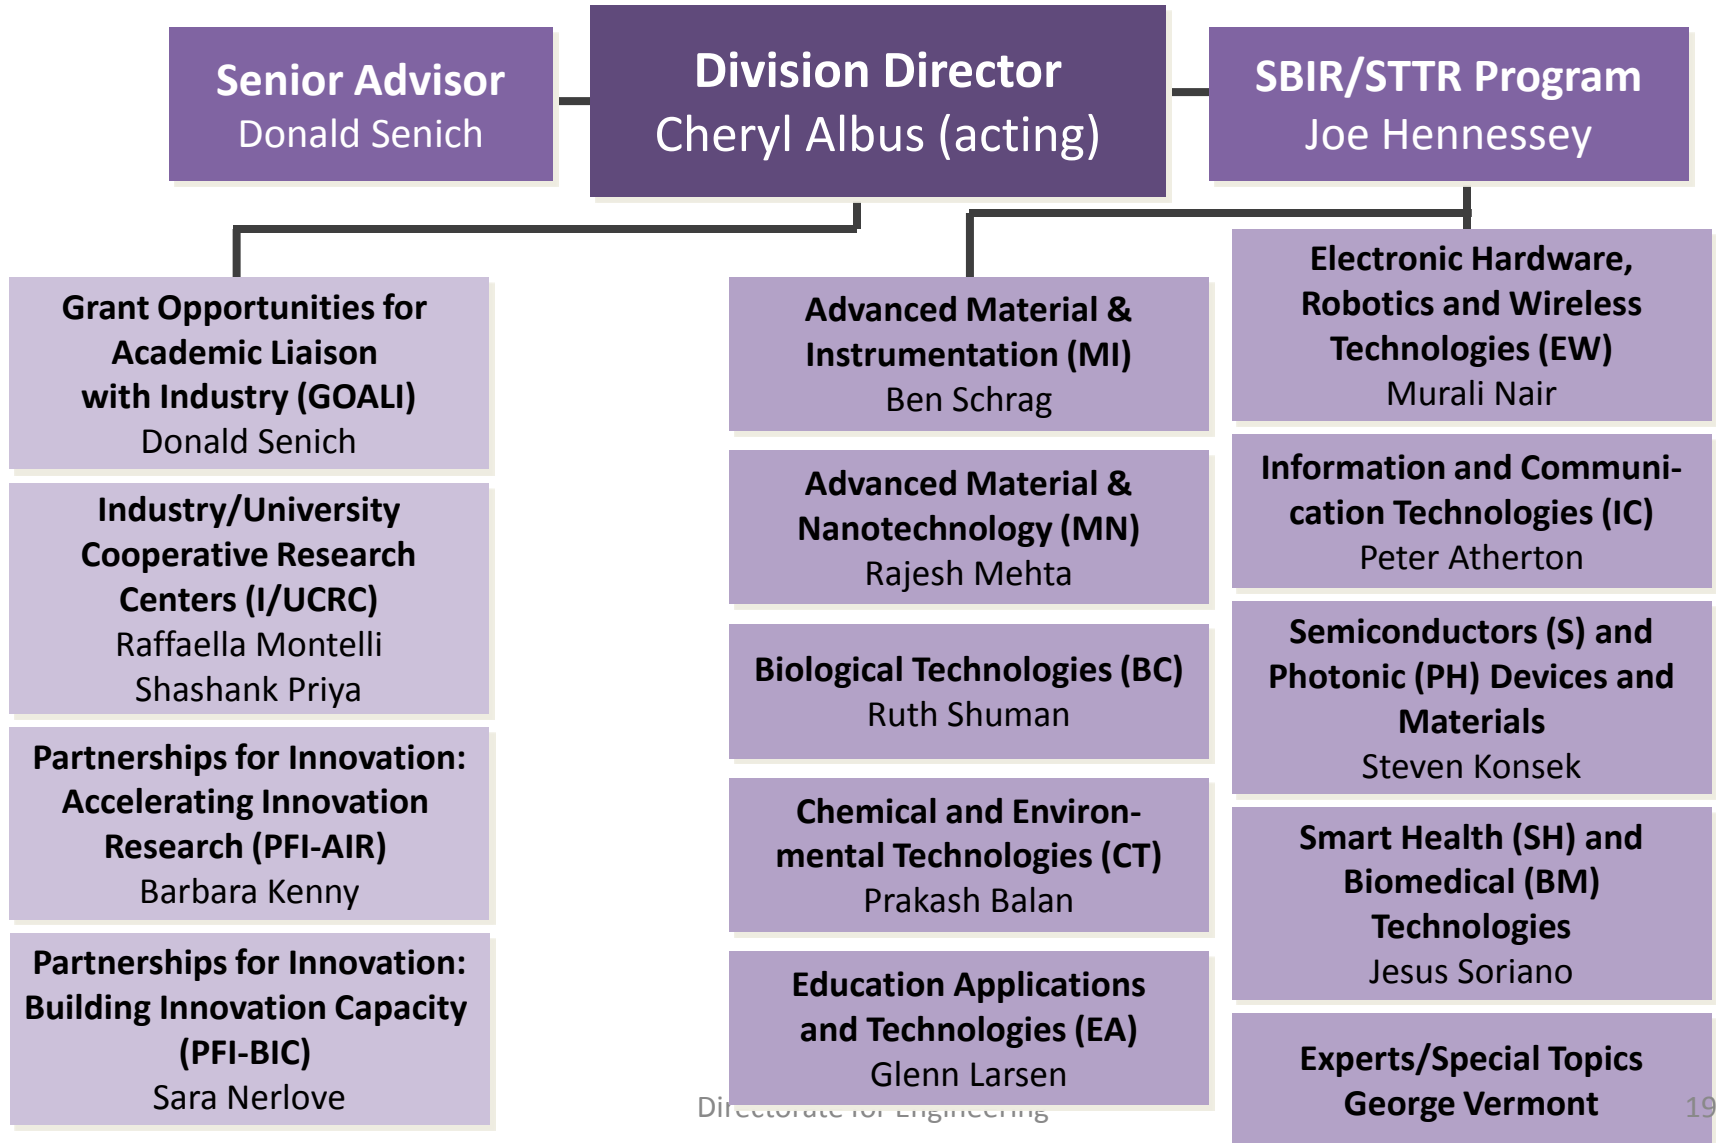 Senior Advisor
Donald Senich
Division Director
Cheryl Albus (acting)
SBIR/STTR Program
Joe Hennessey
Grant Opportunities for
Academic Liaison
with Industry (GOALI)
Donald Senich
Industry/University
Cooperative Research
Centers (I/UCRC)
Raffaella Montelli
Shashank Priya
Partnerships for Innovation:
Accelerating Innovation
Research (PFI-AIR)
Barbara Kenny
Partnerships for Innovation:
Building Innovation Capacity
(PFI-BIC)
Sara Nerlove
Advanced Material &
Instrumentation (MI)
Ben Schrag
Advanced Material &
Nanotechnology (MN)
Rajesh Mehta
Biological Technologies (BC)
Ruth Shuman
Chemical and Environ-
mental Technologies (CT)
Prakash Balan
Education Applications
and Technologies (EA)
Glenn Larsen
Electronic Hardware,
Robotics and Wireless
Technologies (EW)
Murali Nair
Information and Communi-
cation Technologies (IC)
Peter Atherton
Semiconductors (S) and
Photonic (PH) Devices and
Materials
Steven Konsek
Smart Health (SH) and
Biomedical (BM)
Technologies
Jesus Soriano
Experts/Special Topics
George Vermont
Directorate for Engineering
19